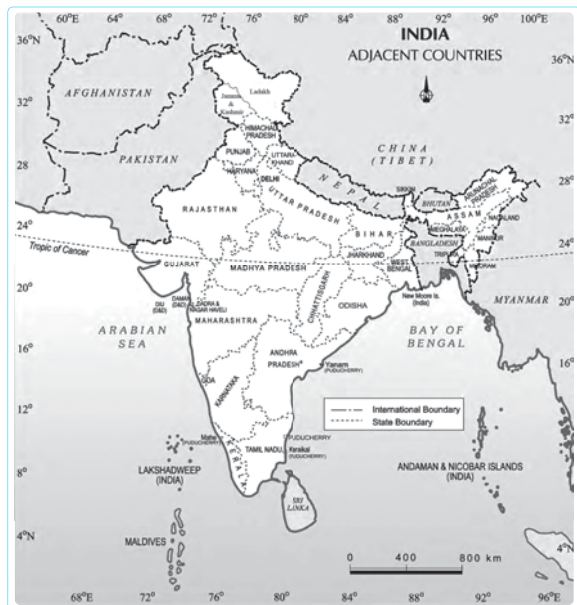 INDIA
ADJACENT COUNTRIES
68° 72° 76° 80° 84° 88° 92° 96°
36°N
36°N
32°
32°
28°
28°
24°
24°
20°
20°
16°
16°
12°
12°
8°
8°
4°N
4°N
AFGHANISTAN
PAKISTAN
CHINA
(TIBET)
NEPAL
BHUTAN
BANGLADESH
MYANMAR
SRI
LANKA
MALDIVES
Jammu
&
Kashmir
Ladakh
HIMACHAL
PRADESH
PUNJAB
UTTARA
KHAND
HARYANA
DELHI
RAJASTHAN
UTTAR PRADESH
BIHAR
SIKKIM
ARUNACHAL
PRADESH
ASSAM
NAGALAND
MEGHALAYA
MANIPUR
TRIPURA
MIZORAM
Tropic of Cancer
GUJARAT
MADHYA PRADESH
JHARKHAND
WEST
BENGAL
CHHATTISGARH
ODISHA
New Moore Is.
(India)
DIU
(D&D)
DAMAN
(D&D)
DADRA &
NAGAR HAVELI
MAHARASHTRA
ARABIAN
SEA
BAY OF
BENGAL
ANDHRA
PRADESH
Yanam
(PUDUCHERRY)
GOA
KARNATAKA
International Boundary
State Boundary
Mahe
(PUDUCHERRY)
KERALA
TAMIL NADU
PUDUCHERRY
Karaikal
(PUDUCHERRY)
LAKSHADWEEP
(INDIA)
ANDAMAN & NICOBAR ISLANDS
(INDIA)
0 400 800 km
68°E 72° 76° 80° 84° 88° 92° 96°E